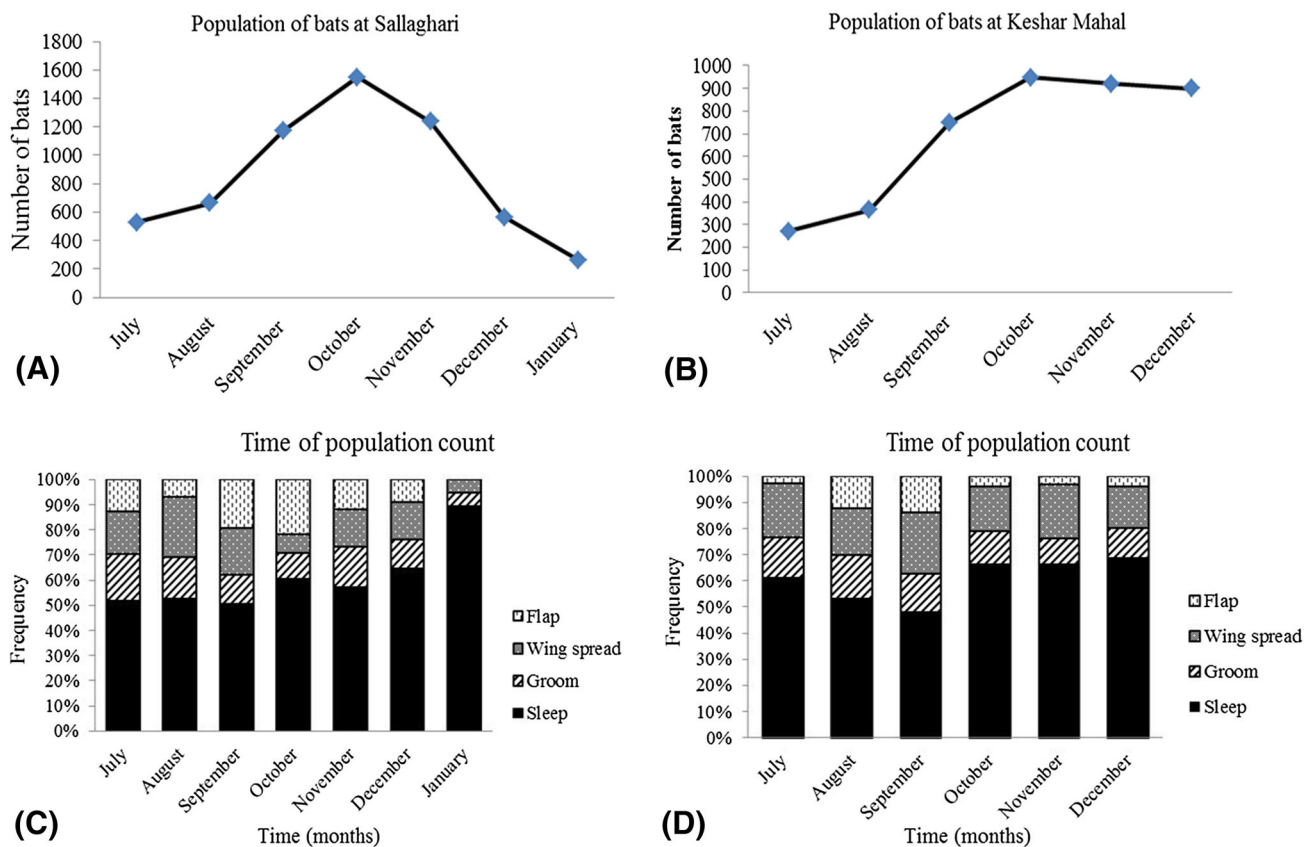 Population of bats at Sallaghari
Number of bats
1800
1600
1400
1200
1000
800
600
400
200
0
July
August
September
October
November
December
January
(A)
Population of bats at Keshar Mahal
Number of bats
1000
900
800
700
600
500
400
300
200
100
0
July
August
September
October
November
December
(B)
Time of population count
Frequency
100%
90%
80%
70%
60%
50%
40%
30%
20%
10%
0%
July
August
September
October
November
December
January
Flap
Wing spread
Groom
Sleep
Time (months)
(C)
Time of population count
Frequency
100%
90%
80%
70%
60%
50%
40%
30%
20%
10%
0%
July
August
September
October
November
December
Flap
Wing spread
Groom
Sleep
Time (months)
(D)